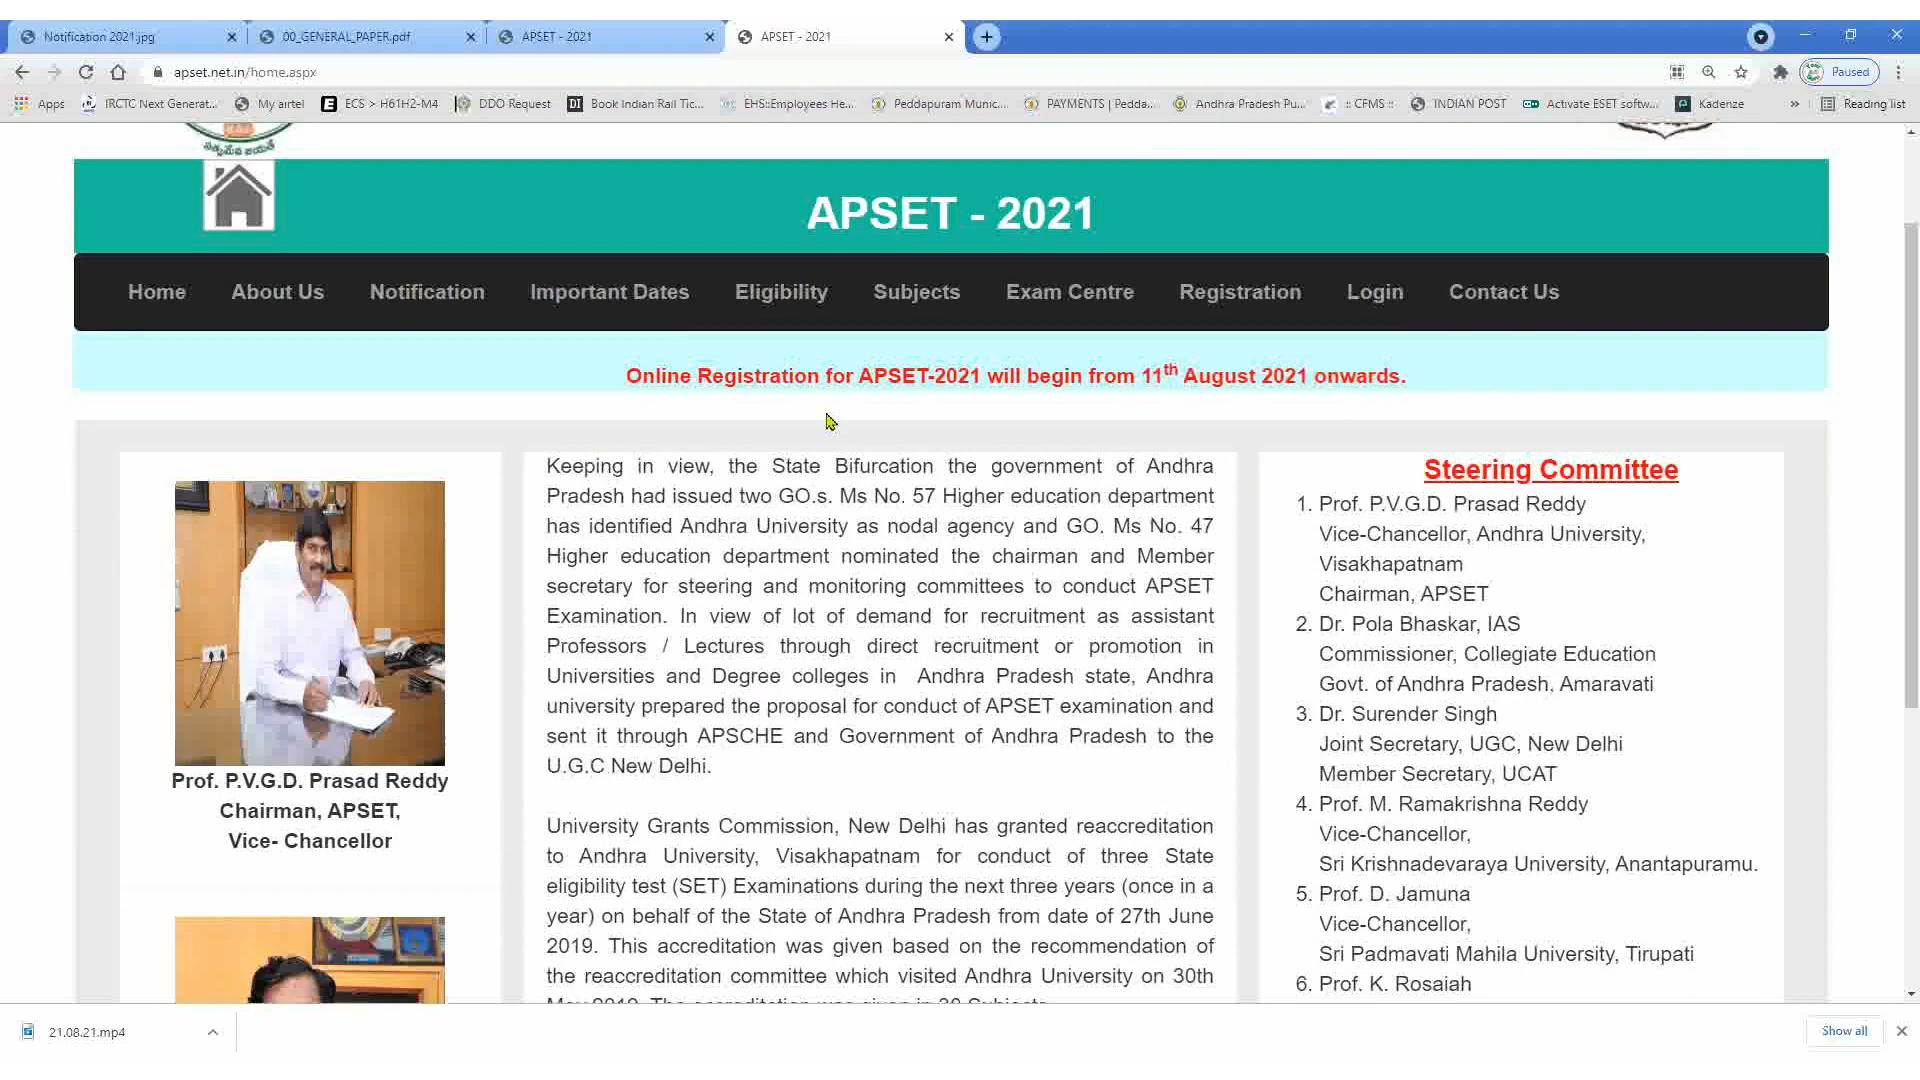 Notification 2021.jpg
00_GENERAL_PAPER.pdf
APSET - 2021
APSET - 2021
apset.net.in/home.aspx
Paused
Apps
IRCTC Next Generat...
My airtel
ECS > H61H2-M4
DDO Request
Book Indian Rail Tic...
EHS::Employees He...
Peddapuram Munic...
PAYMENTS | Pedda...
Andhra Pradesh Pu...
:: CFMS ::
INDIAN POST
Activate ESET softw...
Kadenze
»
Reading list
సత్యమేవ జయతే
APSET - 2021
Home
About Us
Notification
Important Dates
Eligibility
Subjects
Exam Centre
Registration
Login
Contact Us
Online Registration for APSET-2021 will begin from 11th August 2021 onwards.
Prof. P.V.G.D. Prasad Reddy
Chairman, APSET,
Vice- Chancellor
Keeping in view, the State Bifurcation the government of Andhra
Pradesh had issued two GO.s. Ms No. 57 Higher education department
has identified Andhra University as nodal agency and GO. Ms No. 47
Higher education department nominated the chairman and Member
secretary for steering and monitoring committees to conduct APSET
Examination. In view of lot of demand for recruitment as assistant
Professors / Lectures through direct recruitment or promotion in
Universities and Degree colleges in Andhra Pradesh state, Andhra
university prepared the proposal for conduct of APSET examination and
sent it through APSCHE and Government of Andhra Pradesh to the
U.G.C New Delhi.
University Grants Commission, New Delhi has granted reaccreditation
to Andhra University, Visakhapatnam for conduct of three State
eligibility test (SET) Examinations during the next three years (once in a
year) on behalf of the State of Andhra Pradesh from date of 27th June
2019. This accreditation was given based on the recommendation of
the reaccreditation committee which visited Andhra University on 30th
May 2019. The accreditation was given in 30 Subjects.
Steering Committee
1. Prof. P.V.G.D. Prasad Reddy
Vice-Chancellor, Andhra University,
Visakhapatnam
Chairman, APSET
2. Dr. Pola Bhaskar, IAS
Commissioner, Collegiate Education
Govt. of Andhra Pradesh, Amaravati
3. Dr. Surender Singh
Joint Secretary, UGC, New Delhi
Member Secretary, UCAT
4. Prof. M. Ramakrishna Reddy
Vice-Chancellor,
Sri Krishnadevaraya University, Anantapuramu.
5. Prof. D. Jamuna
Vice-Chancellor,
Sri Padmavati Mahila University, Tirupati
6. Prof. K. Rosaiah
21.08.21.mp4
Show all